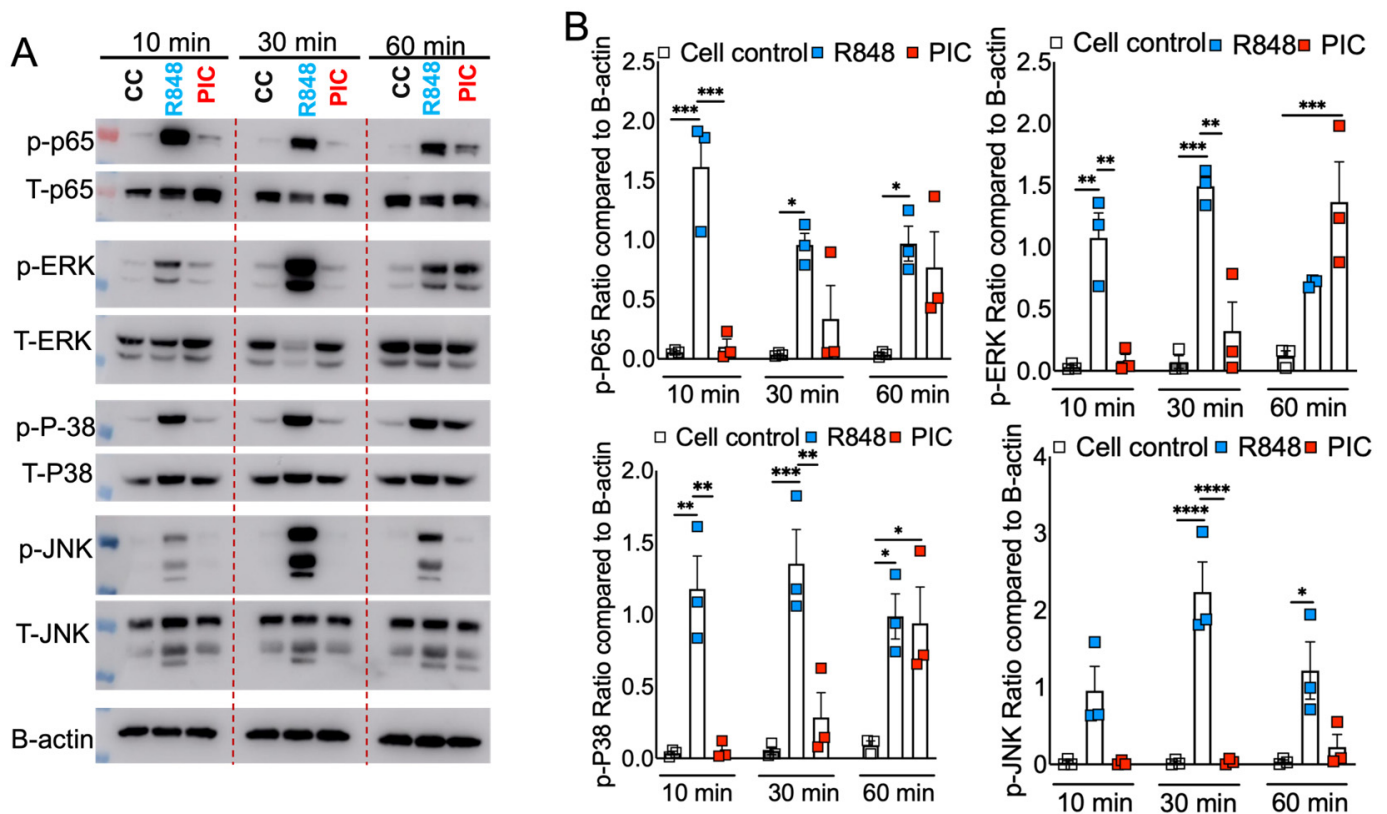 A
10 min
30 min
60 min
CC
R848
PIC
CC
R848
PIC
CC
R848
PIC
p-p65
T-p65
p-ERK
T-ERK
p-P-38
T-P38
p-JNK
T-JNK
B-actin
B
Cell control R848 PIC
p-P65 Ratio compared to B-actin
2.5
2.0
1.5
1.0
0.5
0.0
*** ***
*
*
10 min 30 min 60 min
Cell control R848 PIC
p-ERK Ratio compared to B-actin
2.5
2.0
1.5
1.0
0.5
0.0
** **
*** **
***
10 min 30 min 60 min
Cell control R848 PIC
p-P38 Ratio compared to B-actin
2.0
1.5
1.0
0.5
0.0
** **
*** **
* *
10 min 30 min 60 min
Cell control R848 PIC
p-JNK Ratio compared to B-actin
4
3
2
1
0
**** ****
*
10 min 30 min 60 min